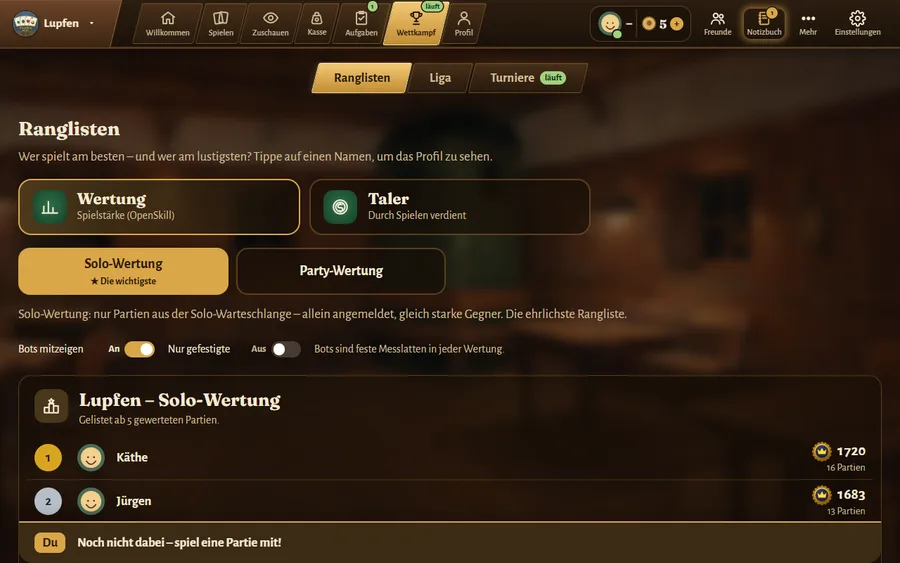 Lupfen
Willkommen
Spielen
Zuschauen
Kasse
1
Aufgaben
läuft
Wettkampf
Profil
–
5
+
Freunde
1
Notizbuch
Mehr
Einstellungen
Ranglisten
Liga
Turniere läuft
Ranglisten
Wer spielt am besten – und wer am lustigsten? Tippe auf einen Namen, um das Profil zu sehen.
Wertung
Spielstärke (OpenSkill)
Taler
Durch Spielen verdient
Solo-Wertung
★ Die wichtigste
Party-Wertung
Solo-Wertung: nur Partien aus der Solo-Warteschlange – allein angemeldet, gleich starke Gegner. Die ehrlichste Rangliste.
Bots mitzeigen An Nur gefestigte Aus Bots sind feste Messlatten in jeder Wertung.
Lupfen – Solo-Wertung
Gelistet ab 5 gewerteten Partien.
1 Käthe 1720
16 Partien
2 Jürgen 1683
13 Partien
Du Noch nicht dabei – spiel eine Partie mit!